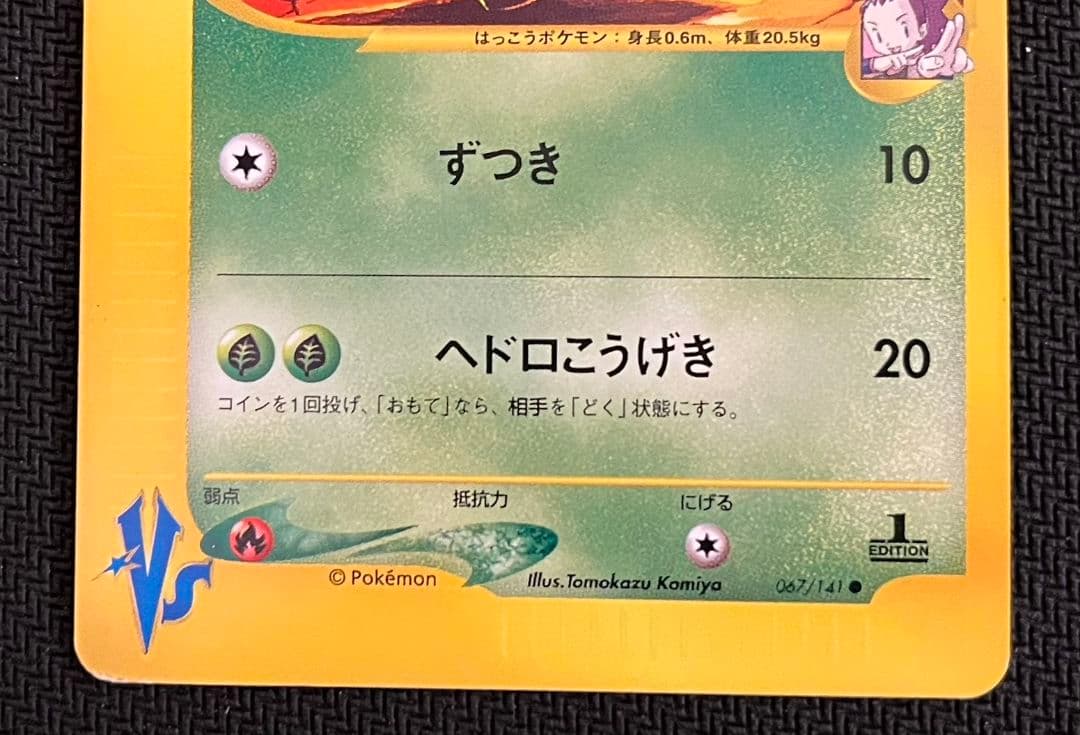 はっこうポケモン：身長0.6m、体重20.5kg
ずつき 10
ヘドロこうげき 20
コインを1回投げ、「おもて」なら、相手を「どく」状態にする。
弱点 抵抗力 にげる
1
EDITION
VS
© Pokémon Illus.Tomokazu Komiya 067/141